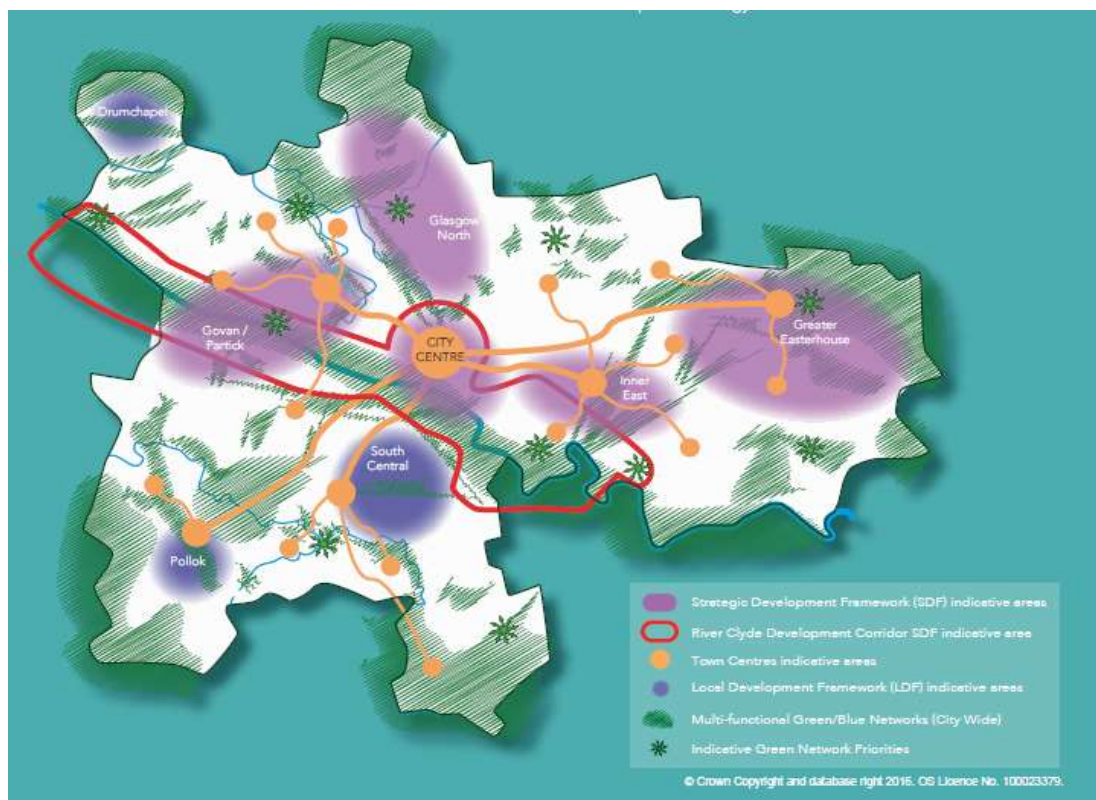 Drumchapel
Glasgow
North
Govan /
Partick
CITY
CENTRE
Greater
Easterhouse
Inner
East
South
Central
Pollok
Strategic Development Framework (SDF) indicative areas
River Clyde Development Corridor SDF indicative area
Town Centres indicative areas
Local Development Framework (LDF) indicative areas
Multi-functional Green/Blue Networks (City Wide)
Indicative Green Network Priorities
© Crown Copyright and database right 2016. OS Licence No. 100023379.